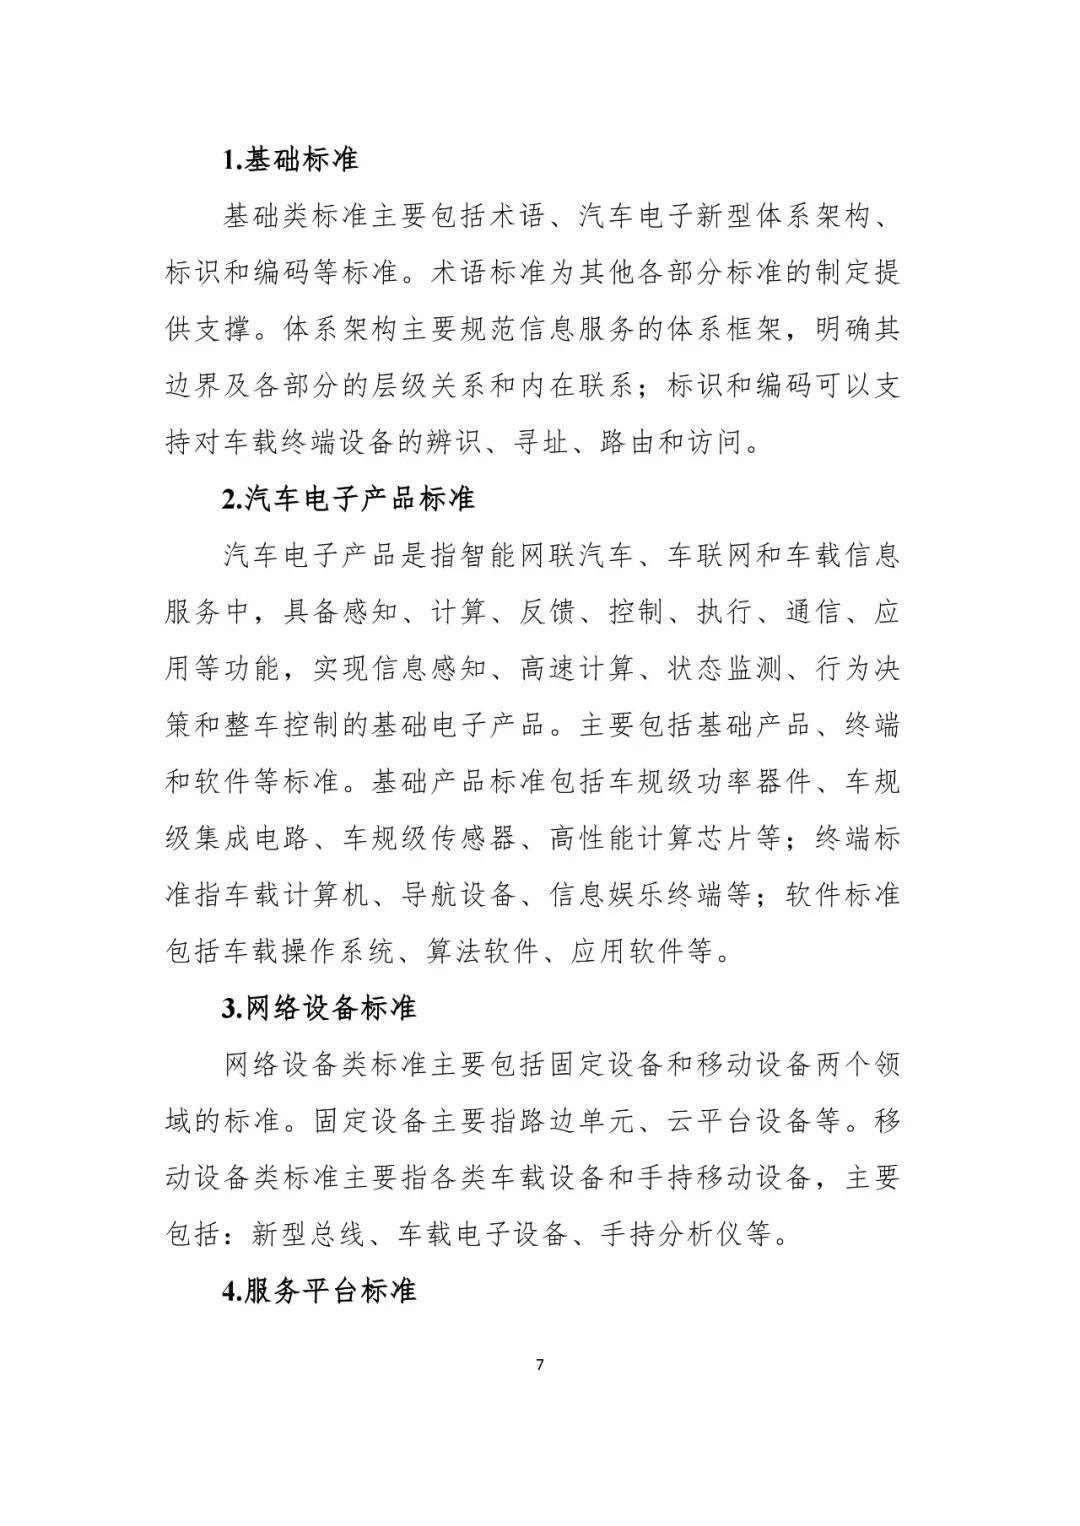 1.基础标准
基础类标准主要包括术语、汽车电子新型体系架构、
标识和编码等标准。术语标准为其他各部分标准的制定提
供支撑。体系架构主要规范信息服务的体系框架，明确其
边界及各部分的层级关系和内在联系；标识和编码可以支
持对车载终端设备的辨识、寻址、路由和访问。
2.汽车电子产品标准
汽车电子产品是指智能网联汽车、车联网和车载信息
服务中，具备感知、计算、反馈、控制、执行、通信、应
用等功能，实现信息感知、高速计算、状态监测、行为决
策和整车控制的基础电子产品。主要包括基础产品、终端
和软件等标准。基础产品标准包括车规级功率器件、车规
级集成电路、车规级传感器、高性能计算芯片等；终端标
准指车载计算机、导航设备、信息娱乐终端等；软件标准
包括车载操作系统、算法软件、应用软件等。
3.网络设备标准
网络设备类标准主要包括固定设备和移动设备两个领
域的标准。固定设备主要指路边单元、云平台设备等。移
动设备类标准主要指各类车载设备和手持移动设备，主要
包括：新型总线、车载电子设备、手持分析仪等。
4.服务平台标准
7